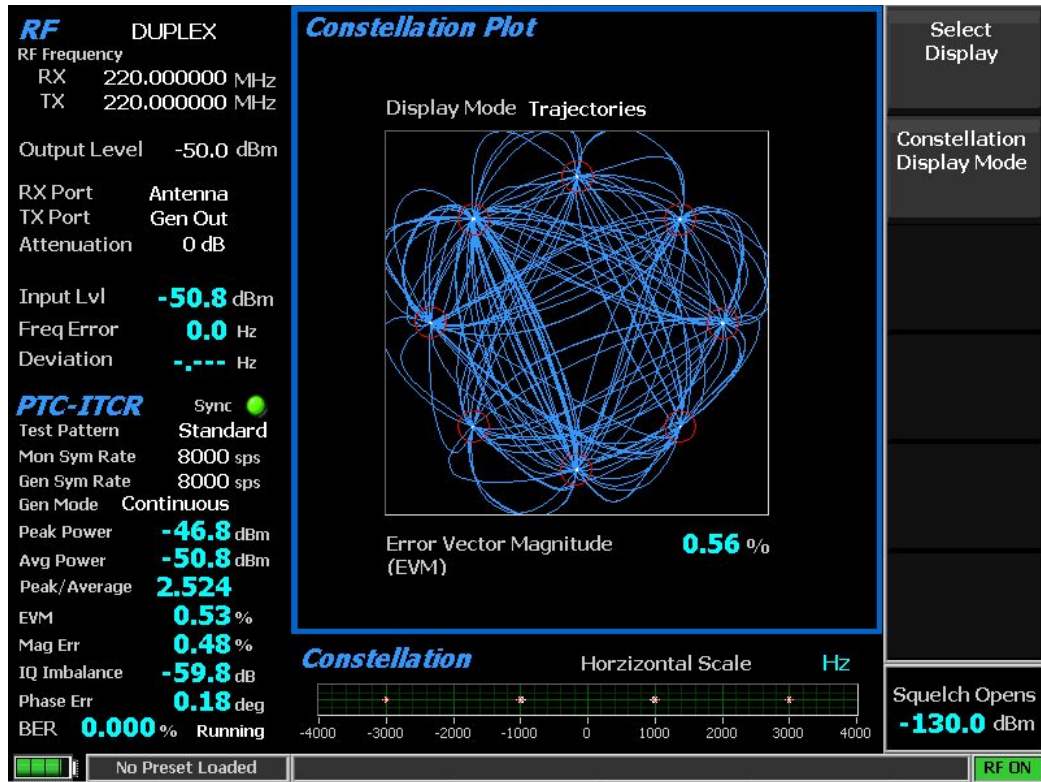 RF DUPLEX
RF Frequency
RX 220.000000 MHz
TX 220.000000 MHz
Output Level -50.0 dBm
RX Port Antenna
TX Port Gen Out
Attenuation 0 dB
Input Lvl -50.8 dBm
Freq Error 0.0 Hz
Deviation -.--- Hz
PTC-ITCR Sync
Test Pattern Standard
Mon Sym Rate 8000 sps
Gen Sym Rate 8000 sps
Gen Mode Continuous
Peak Power -46.8 dBm
Avg Power -50.8 dBm
Peak/Average 2.524
EVM 0.53 %
Mag Err 0.48 %
IQ Imbalance -59.8 dB
Phase Err 0.18 deg
BER 0.000 % Running
Constellation Plot
Display Mode Trajectories
Error Vector Magnitude 0.56 %
(EVM)
Constellation Horzizontal Scale Hz
-4000 -3000 -2000 -1000 0 1000 2000 3000 4000
Select
Display
Constellation
Display Mode
Squelch Opens
-130.0 dBm
No Preset Loaded
RF ON